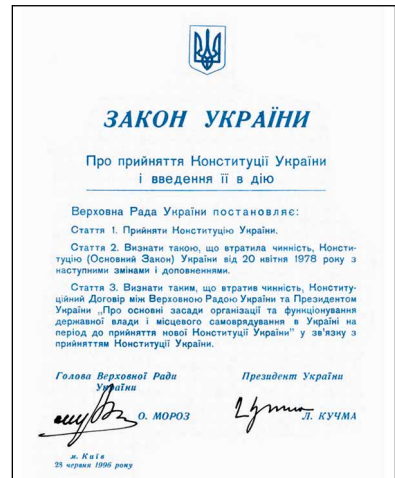 ЗАКОН УКРАЇНИ
Про прийняття Конституції України
і введення її в дію
Верховна Рада України постановляє:
Стаття 1. Прийняти Конституцію України.
Стаття 2. Визнати такою, що втратила чинність, Консти-
туцію (Основний Закон) України від 20 квітня 1978 року з
наступними змінами і доповненнями.
Стаття 3. Визнати таким, що втратив чинність, Конститу-
ційний Договір між Верховною Радою України та Президентом
України „Про основні засади організації та функціонування
державної влади і місцевого самоврядування в Україні на
період до прийняття нової Конституції України" у зв'язку з
прийняттям Конституції України.
Голова Верховної Ради
України
О. МОРОЗ
Президент України
Л. КУЧМА
м. Київ
28 червня 1996 року